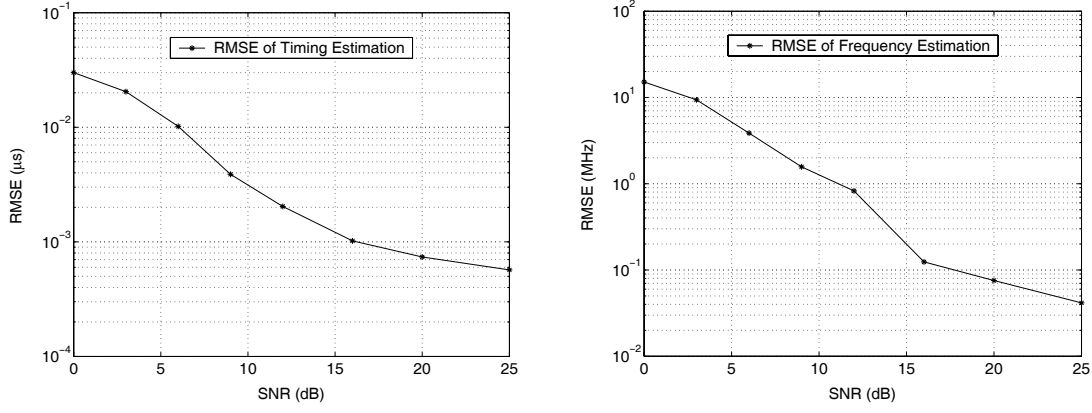 10^-1
10^-2
10^-3
10^-4
RMSE (μs)
RMSE of Timing Estimation
0 5 10 15 20 25
SNR (dB)
10^2
10^1
10^0
10^-1
10^-2
RMSE (MHz)
RMSE of Frequency Estimation
0 5 10 15 20 25
SNR (dB)